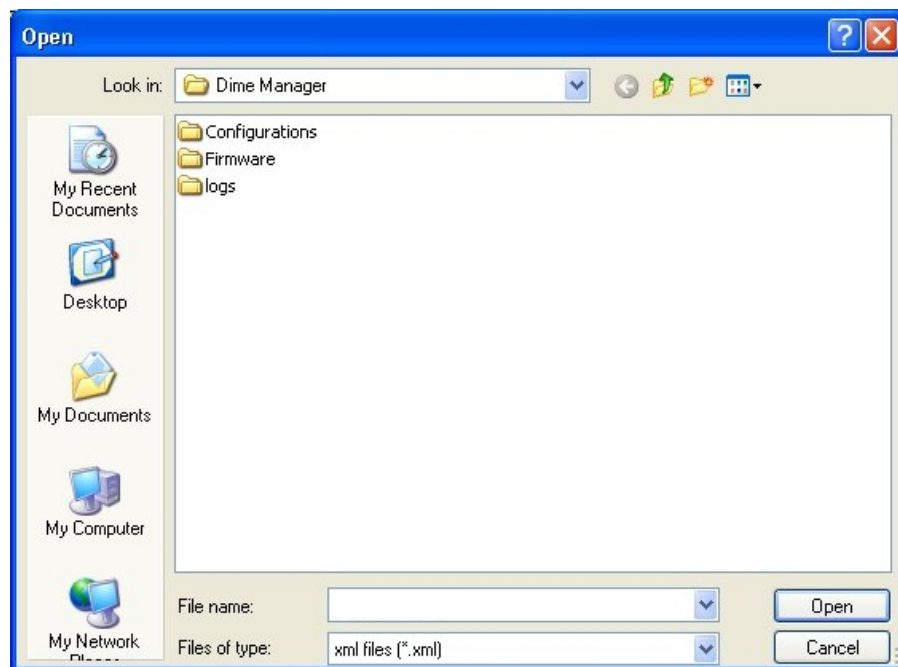 Open
Look in:
Dime Manager
My Recent
Documents
Desktop
My Documents
My Computer
My Network
Configurations
Firmware
logs
File name:
Open
Files of type:
xml files (*.xml)
Cancel